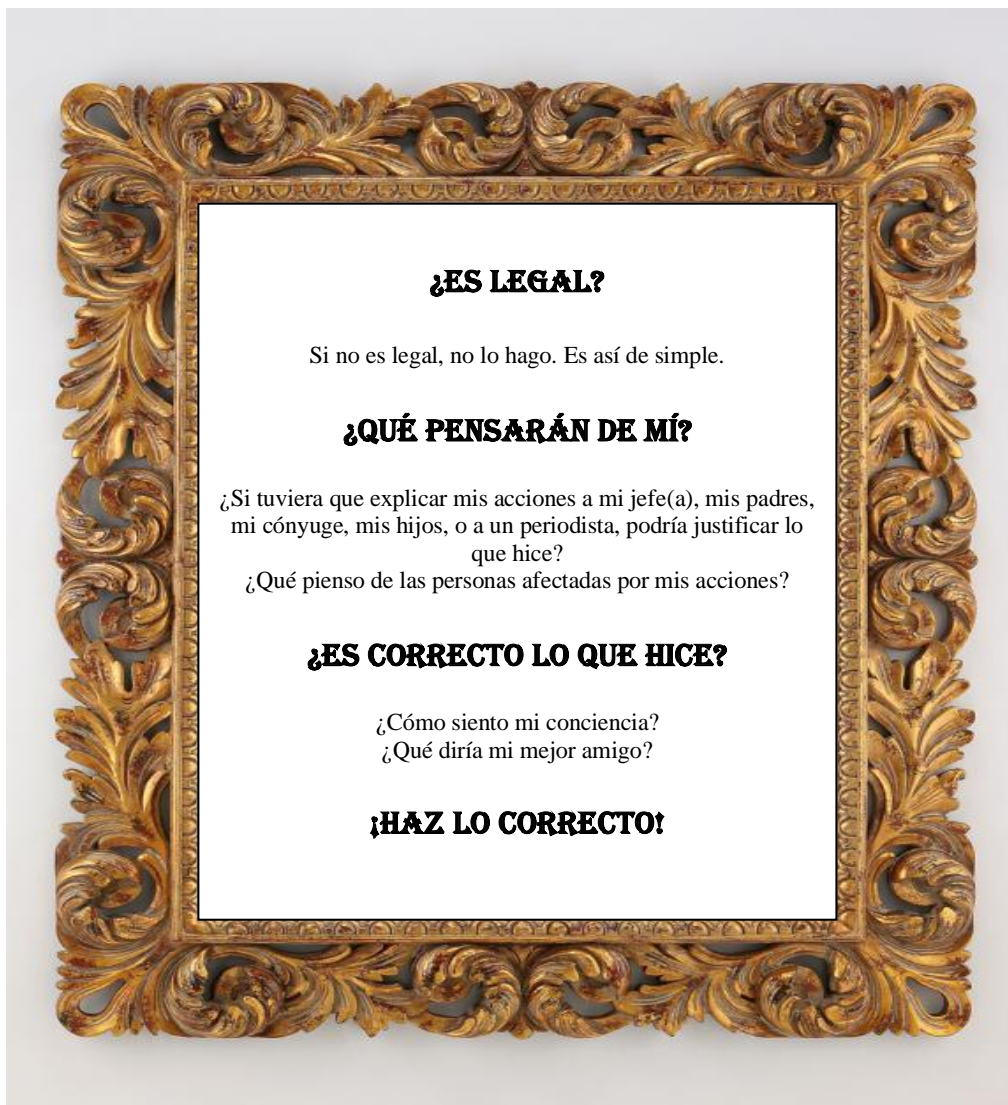 ¿ES LEGAL?
Si no es legal, no lo hago. Es así de simple.
¿QUÉ PENSARÁN DE MÍ?
¿Si tuviera que explicar mis acciones a mi jefe(a), mis padres,
mi cónyuge, mis hijos, o a un periodista, podría justificar lo
que hice?
¿Qué pienso de las personas afectadas por mis acciones?
¿ES CORRECTO LO QUE HICE?
¿Cómo siento mi conciencia?
¿Qué diría mi mejor amigo?
¡HAZ LO CORRECTO!